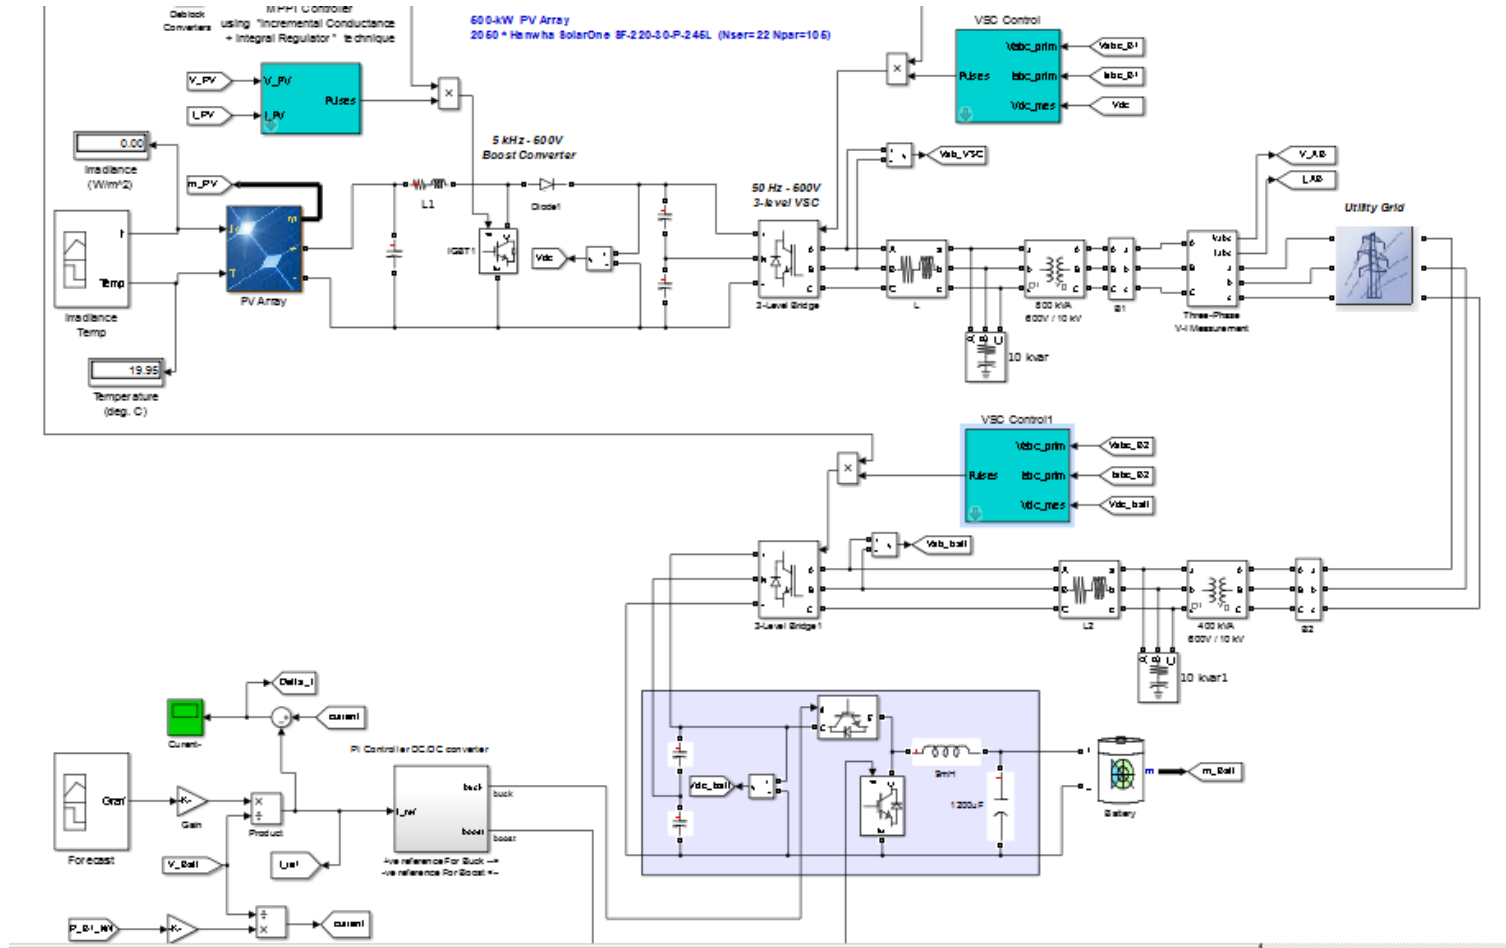 Deblock
Converters
MPPT Controller
using "Incremental Conductance
+ Integral Regulator" technique
600-kW PV Array
2060 * Hanwha SolarOne SF-220-30-P-245L (Nser=22 Npar=105)
VSC Control
Vabc_prim
Iabc_prim
Vdc_mes
Pulses
Vabc_B1
Iabc_B1
Vdc
V_PV
I_PV
V_PV
I_PV
Pulses
0.00
Irradiance
(W/m^2)
m_PV
5 kHz - 600V
Boost Converter
L1
Diode1
IGBT1
Vdc
Vab_VSC
50 Hz - 600V
3-level VSC
3-Level Bridge
L
800 kVA
600V / 10 kV
B1
10 kvar
Three-Phase
V-I Measurement
Vabc
Iabc
V_AB
I_AB
Utility Grid
Temp
Irradiance
Temp
PV Array
19.95
Temperature
(deg. C)
VSC Control1
Vabc_prim
Iabc_prim
Vdc_mes
Pulses
Vabc_B2
Iabc_B2
Vdc_batt
Vab_batt
3-Level Bridge1
L2
400 kVA
600V / 10 kV
B2
10 kvar1
Delta_I
current
PI Controller DC/DC converter
I_ref
buck
boost
buck
boost
+ve reference For Buck -->
-ve reference For Boost <--
Forecast
Gain
Product
V_Batt
I_ref
current
Vdc_batt
1200uF
m
m_Batt
Battery